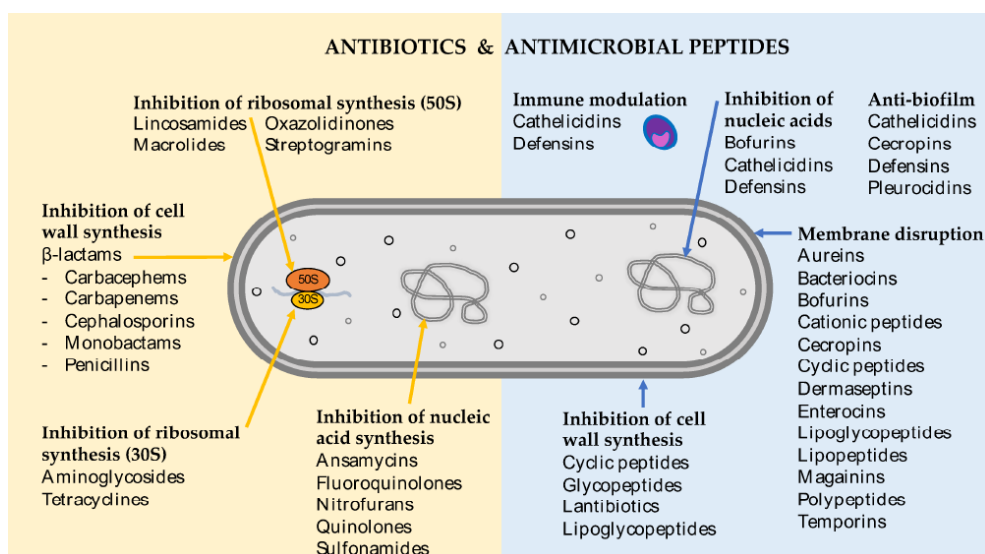 ANTIBIOTICS & ANTIMICROBIAL PEPTIDES
Inhibition of ribosomal synthesis (50S)
Lincosamides Oxazolidinones
Macrolides Streptogramins
Inhibition of cell
wall synthesis
β-lactams
- Carbacephems
- Carbapenems
- Cephalosporins
- Monobactams
- Penicillins
50S
30S
Inhibition of ribosomal
synthesis (30S)
Aminoglycosides
Tetracyclines
Inhibition of nucleic
acid synthesis
Ansamycins
Fluoroquinolones
Nitrofurans
Quinolones
Sulfonamides
Immune modulation
Cathelicidins
Defensins
Inhibition of
nucleic acids
Bofurins
Cathelicidins
Defensins
Anti-biofilm
Cathelicidins
Cecropins
Defensins
Pleurocidins
Membrane disruption
Aureins
Bacteriocins
Bofurins
Cationic peptides
Cecropins
Cyclic peptides
Dermaseptins
Enterocins
Lipoglycopeptides
Lipopeptides
Magainins
Polypeptides
Temporins
Inhibition of cell
wall synthesis
Cyclic peptides
Glycopeptides
Lantibiotics
Lipoglycopeptides